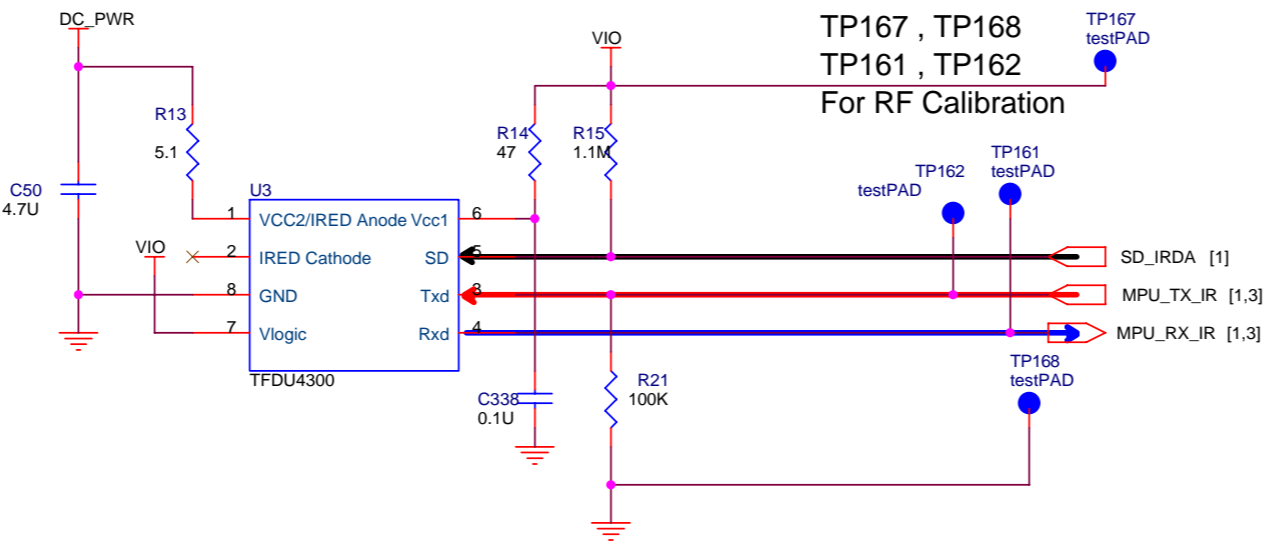 DC_PWR
VIO
TP167 , TP168
TP161 , TP162
For RF Calibration
TP167
testPAD
R13
5.1
R14
47
R15
1.1M
TP161
testPAD
TP162
testPAD
C50
4.7U
U3
1 VCC2/IRED Anode Vcc1 6
VIO
2 IRED Cathode SD 5
SD_IRDA [1]
8 GND Txd 3
MPU_TX_IR [1,3]
7 Vlogic Rxd 4
MPU_RX_IR [1,3]
TFDU4300
TP168
testPAD
C338
0.1U
R21
100K